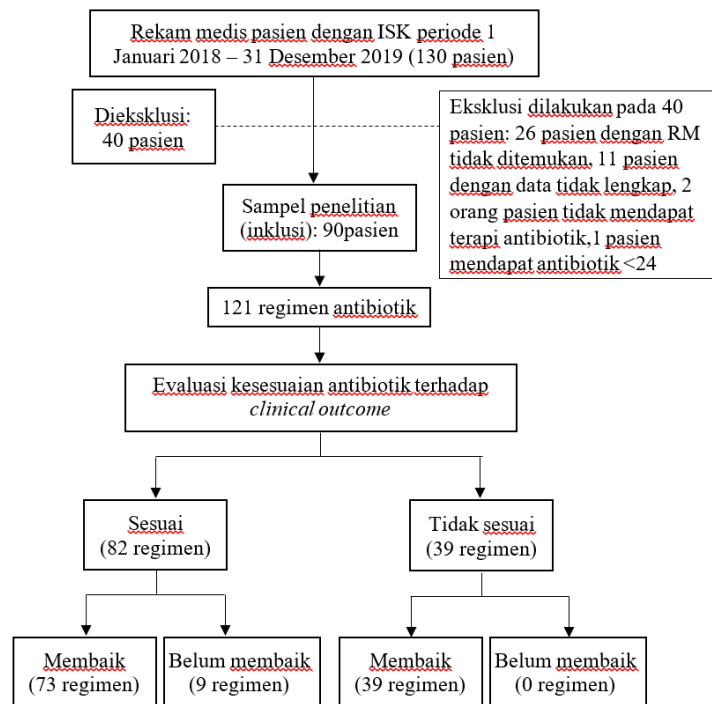 Rekam medis pasien dengan ISK periode 1
Januari 2018 – 31 Desember 2019 (130 pasien)
Dieksklusi:
40 pasien
Eksklusi dilakukan pada 40
pasien: 26 pasien dengan RM
tidak ditemukan, 11 pasien
dengan data tidak lengkap, 2
orang pasien tidak mendapat
terapi antibiotik,1 pasien
mendapat antibiotik <24
Sampel penelitian
(inklusi): 90pasien
121 regimen antibiotik
Evaluasi kesesuaian antibiotik terhadap
clinical outcome
Sesuai
(82 regimen)
Tidak sesuai
(39 regimen)
Membaik
(73 regimen)
Belum membaik
(9 regimen)
Membaik
(39 regimen)
Belum membaik
(0 regimen)